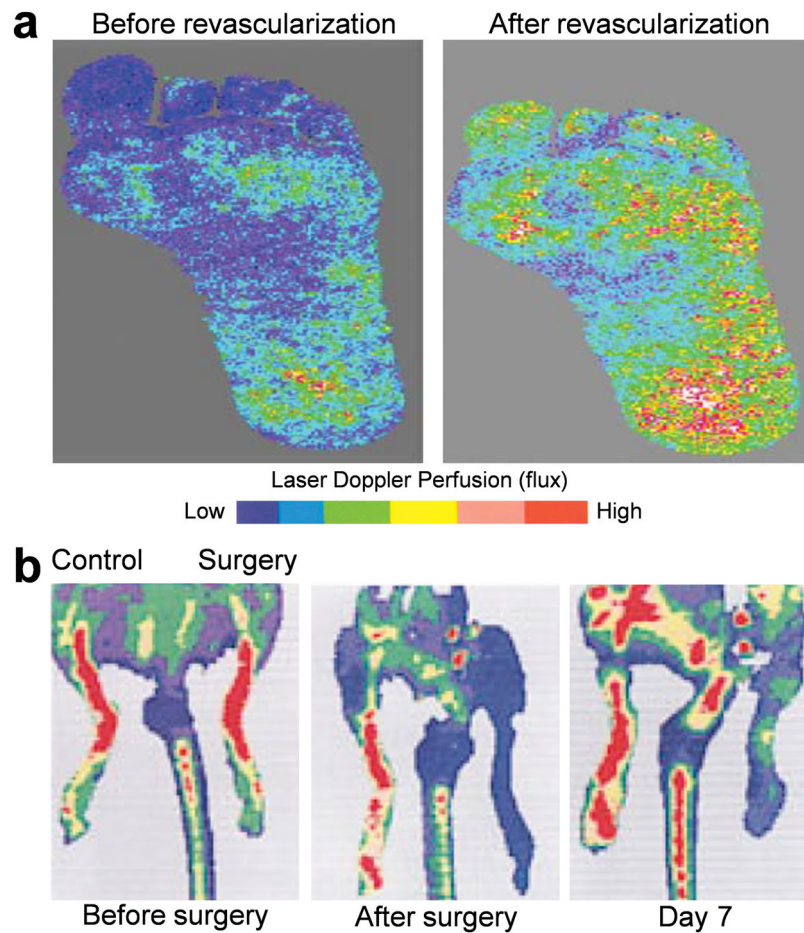 a
Before revascularization
After revascularization
Laser Doppler Perfusion (flux)
Low
High
b
Control
Surgery
Before surgery
After surgery
Day 7